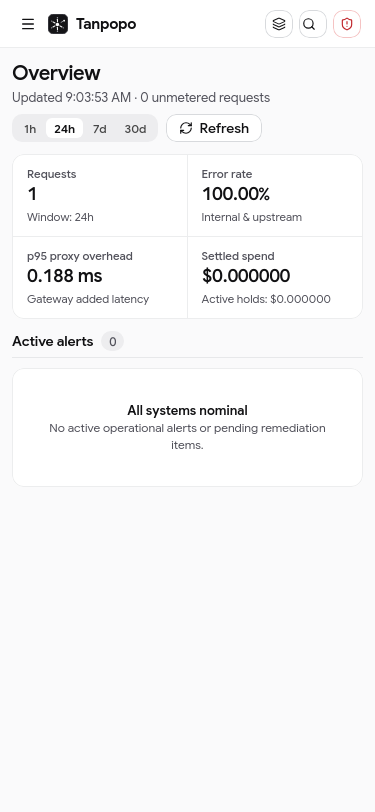 Tanpopo
Overview
Updated 9:03:53 AM · 0 unmetered requests
1h 24h 7d 30d Refresh
Requests
1
Window: 24h
Error rate
100.00%
Internal & upstream
p95 proxy overhead
0.188 ms
Gateway added latency
Settled spend
$0.000000
Active holds: $0.000000
Active alerts 0
All systems nominal
No active operational alerts or pending remediation
items.